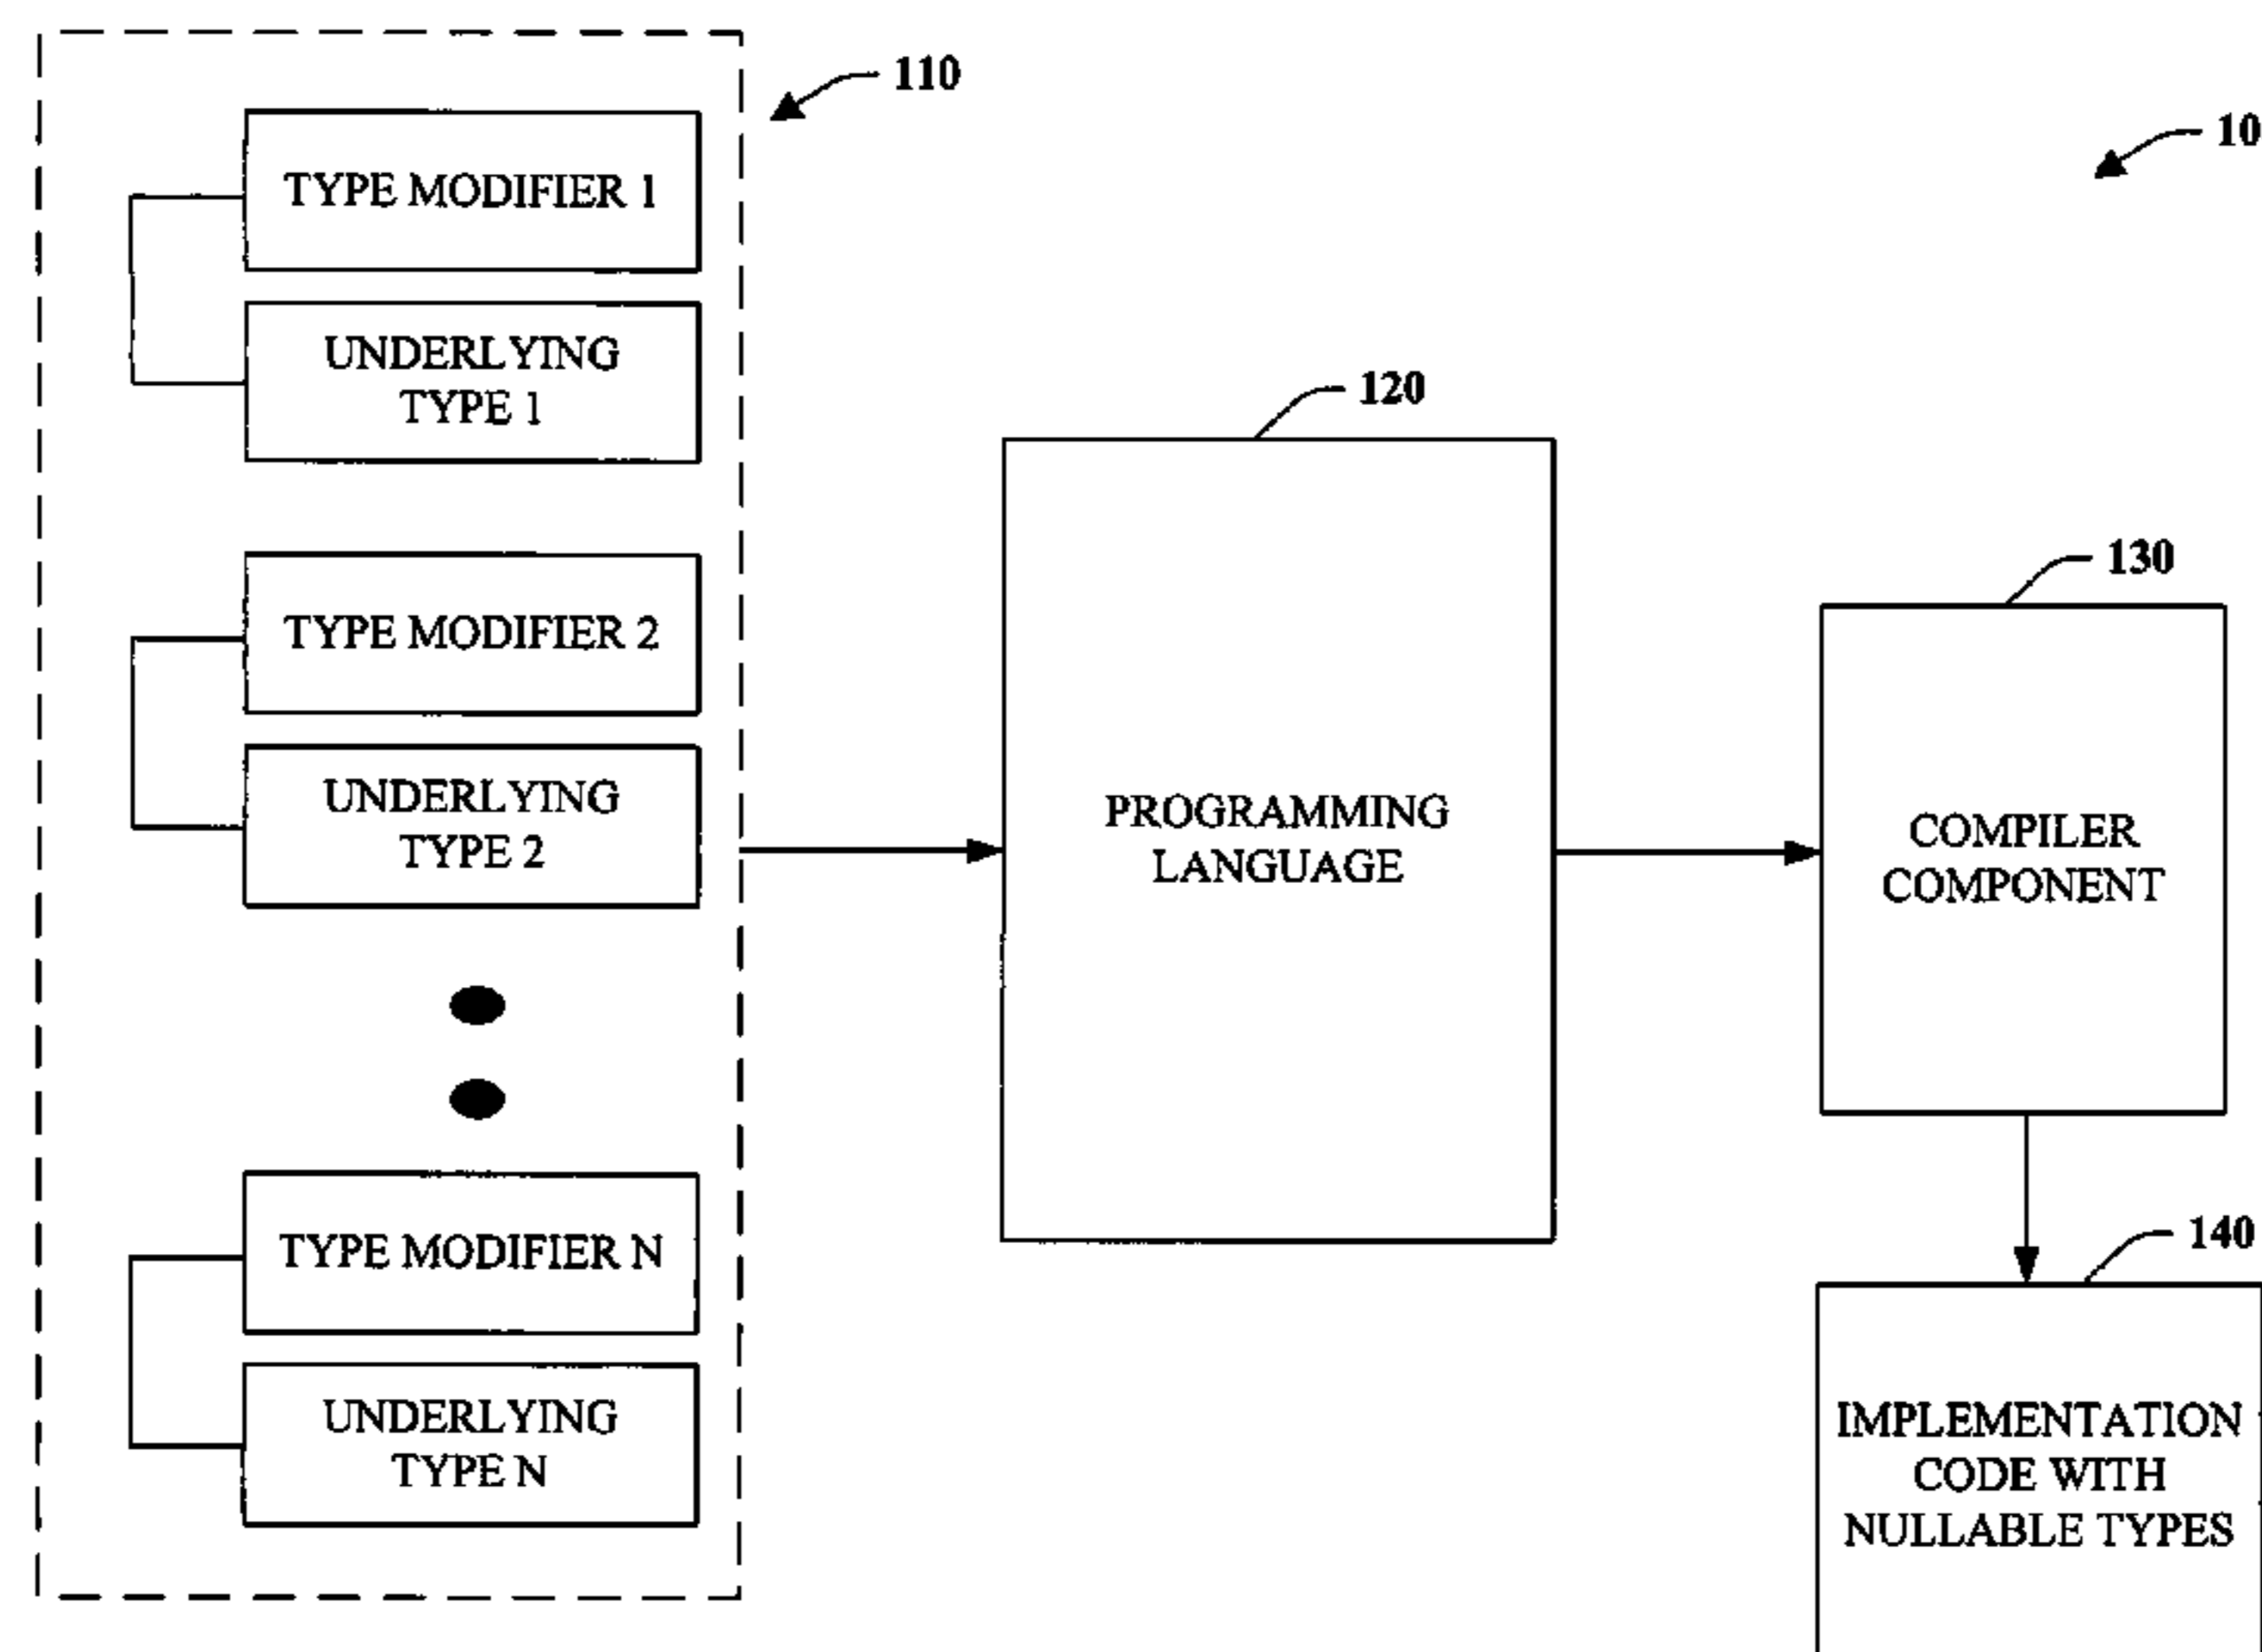 110
10
TYPE MODIFIER 1
UNDERLYING
TYPE 1
120
130
TYPE MODIFIER 2
UNDERLYING
TYPE 2
PROGRAMMING
LANGUAGE
COMPILER
COMPONENT
140
TYPE MODIFIER N
UNDERLYING
TYPE N
IMPLEMENTATION
CODE WITH
NULLABLE TYPES